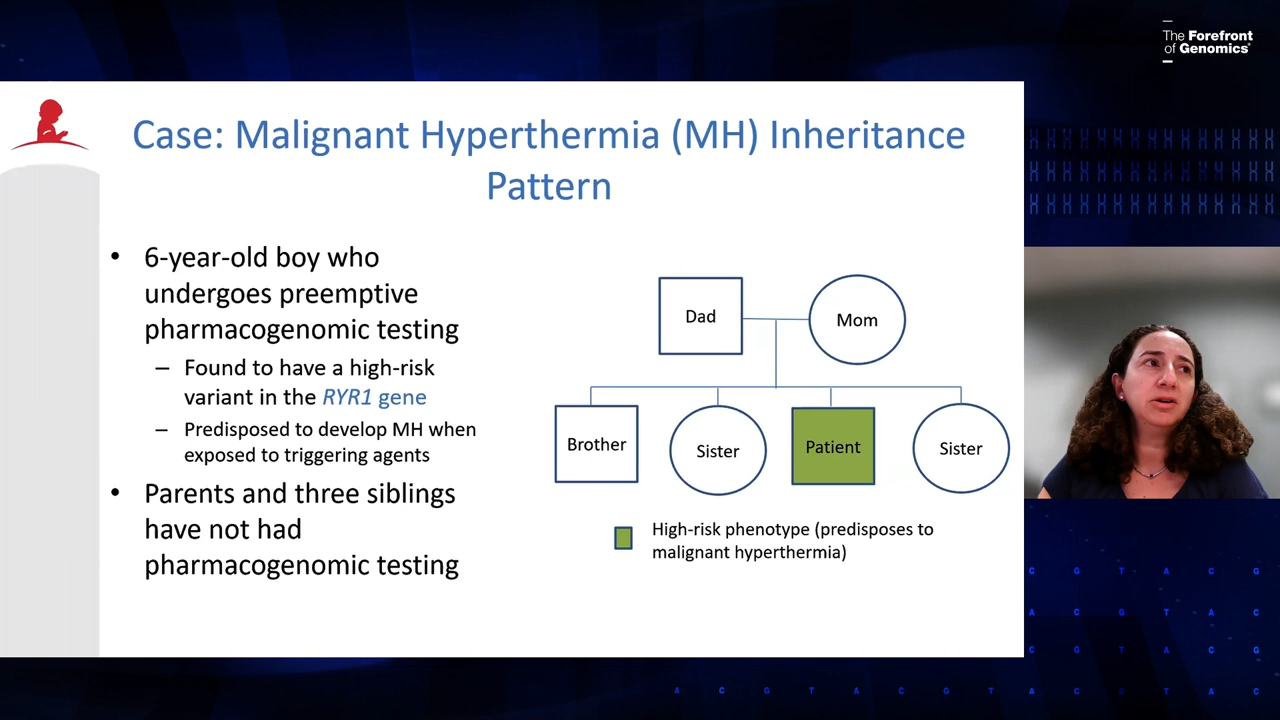 The Forefront
of Genomics®
Case: Malignant Hyperthermia (MH) Inheritance
Pattern
• 6-year-old boy who
undergoes preemptive
pharmacogenomic testing
– Found to have a high-risk
variant in the RYR1 gene
– Predisposed to develop MH when
exposed to triggering agents
• Parents and three siblings
have not had
pharmacogenomic testing
Dad
Mom
Brother
Sister
Patient
Sister
High-risk phenotype (predisposes to
malignant hyperthermia)
C G T A C G
A C G T A C
C G T A C G
A C G T A C G T A C G T A C